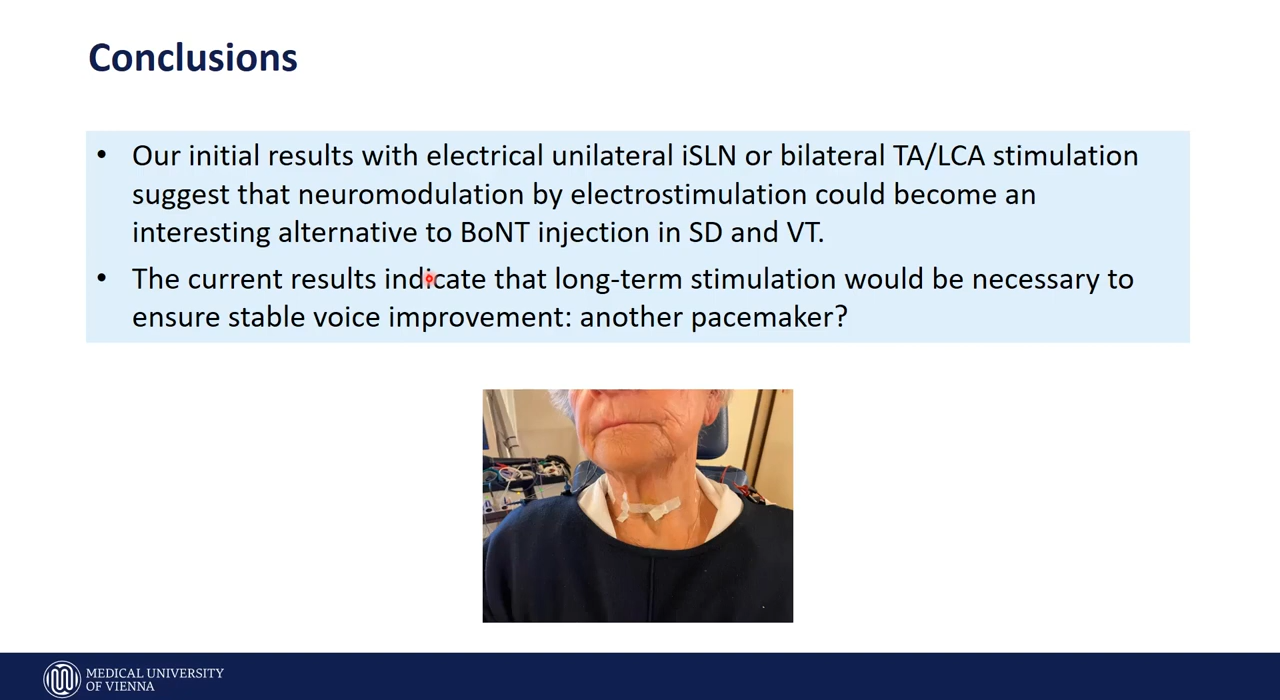 Conclusions
• Our initial results with electrical unilateral iSLN or bilateral TA/LCA stimulation
suggest that neuromodulation by electrostimulation could become an
interesting alternative to BoNT injection in SD and VT.
• The current results indicate that long-term stimulation would be necessary to
ensure stable voice improvement: another pacemaker?
MEDICAL UNIVERSITY
OF VIENNA